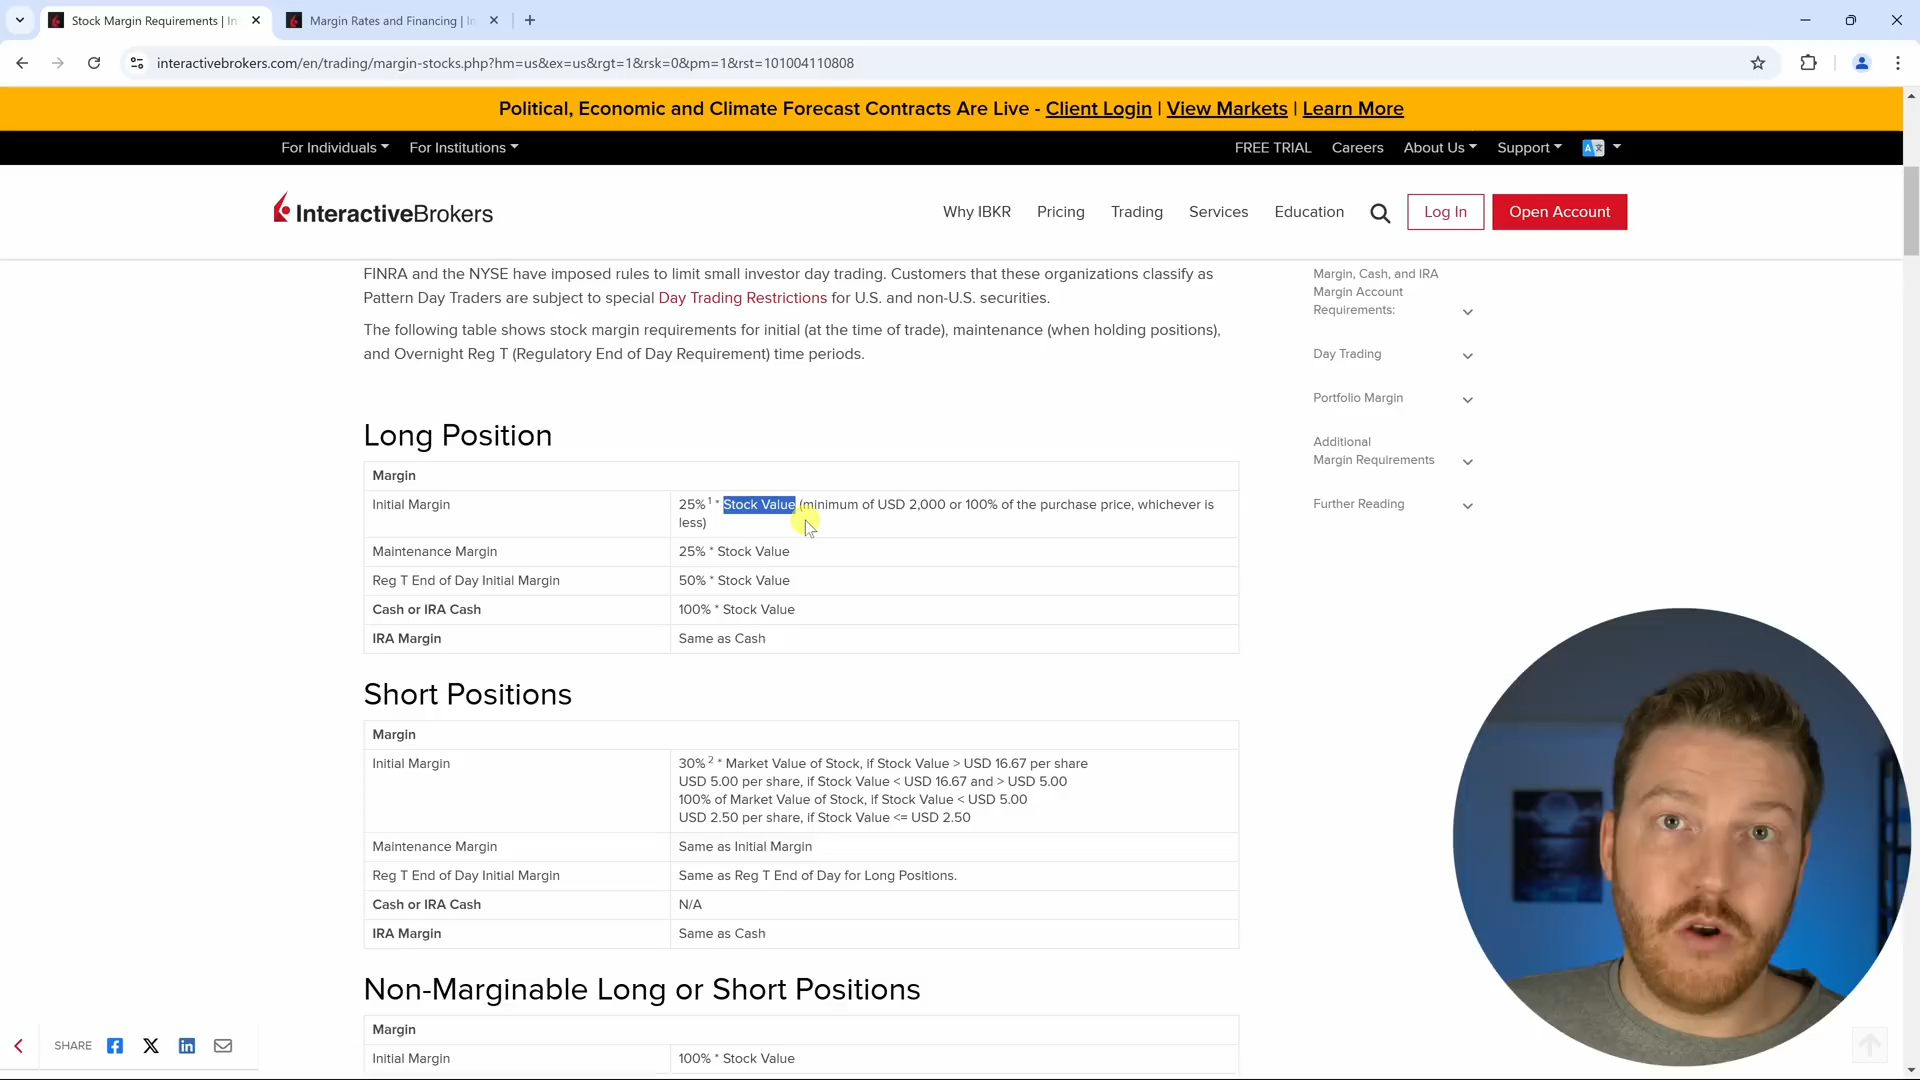 Stock Margin Requirements | In
Margin Rates and Financing | In
interactivebrokers.com/en/trading/margin-stocks.php?hm=us&ex=us&rgt=1&rsk=0&pm=1&rst=101004110808
Political, Economic and Climate Forecast Contracts Are Live - Client Login | View Markets | Learn More
For Individuals For Institutions FREE TRIAL Careers About Us Support
InteractiveBrokers Why IBKR Pricing Trading Services Education Log In Open Account
FINRA and the NYSE have imposed rules to limit small investor day trading. Customers that these organizations classify as
Pattern Day Traders are subject to special Day Trading Restrictions for U.S. and non-U.S. securities.
The following table shows stock margin requirements for initial (at the time of trade), maintenance (when holding positions),
and Overnight Reg T (Regulatory End of Day Requirement) time periods.
Margin, Cash, and IRA
Margin Account
Requirements:
Day Trading
Portfolio Margin
Additional
Margin Requirements
Further Reading
Long Position
Margin
Initial Margin 25%1 * Stock Value (minimum of USD 2,000 or 100% of the purchase price, whichever is
less)
Maintenance Margin 25% * Stock Value
Reg T End of Day Initial Margin 50% * Stock Value
Cash or IRA Cash 100% * Stock Value
IRA Margin Same as Cash
Short Positions
Margin
Initial Margin 30%2 * Market Value of Stock, if Stock Value > USD 16.67 per share
USD 5.00 per share, if Stock Value < USD 16.67 and > USD 5.00
100% of Market Value of Stock, if Stock Value < USD 5.00
USD 2.50 per share, if Stock Value <= USD 2.50
Maintenance Margin Same as Initial Margin
Reg T End of Day Initial Margin Same as Reg T End of Day for Long Positions.
Cash or IRA Cash N/A
IRA Margin Same as Cash
Non-Marginable Long or Short Positions
Margin
Initial Margin 100% * Stock Value
SHARE